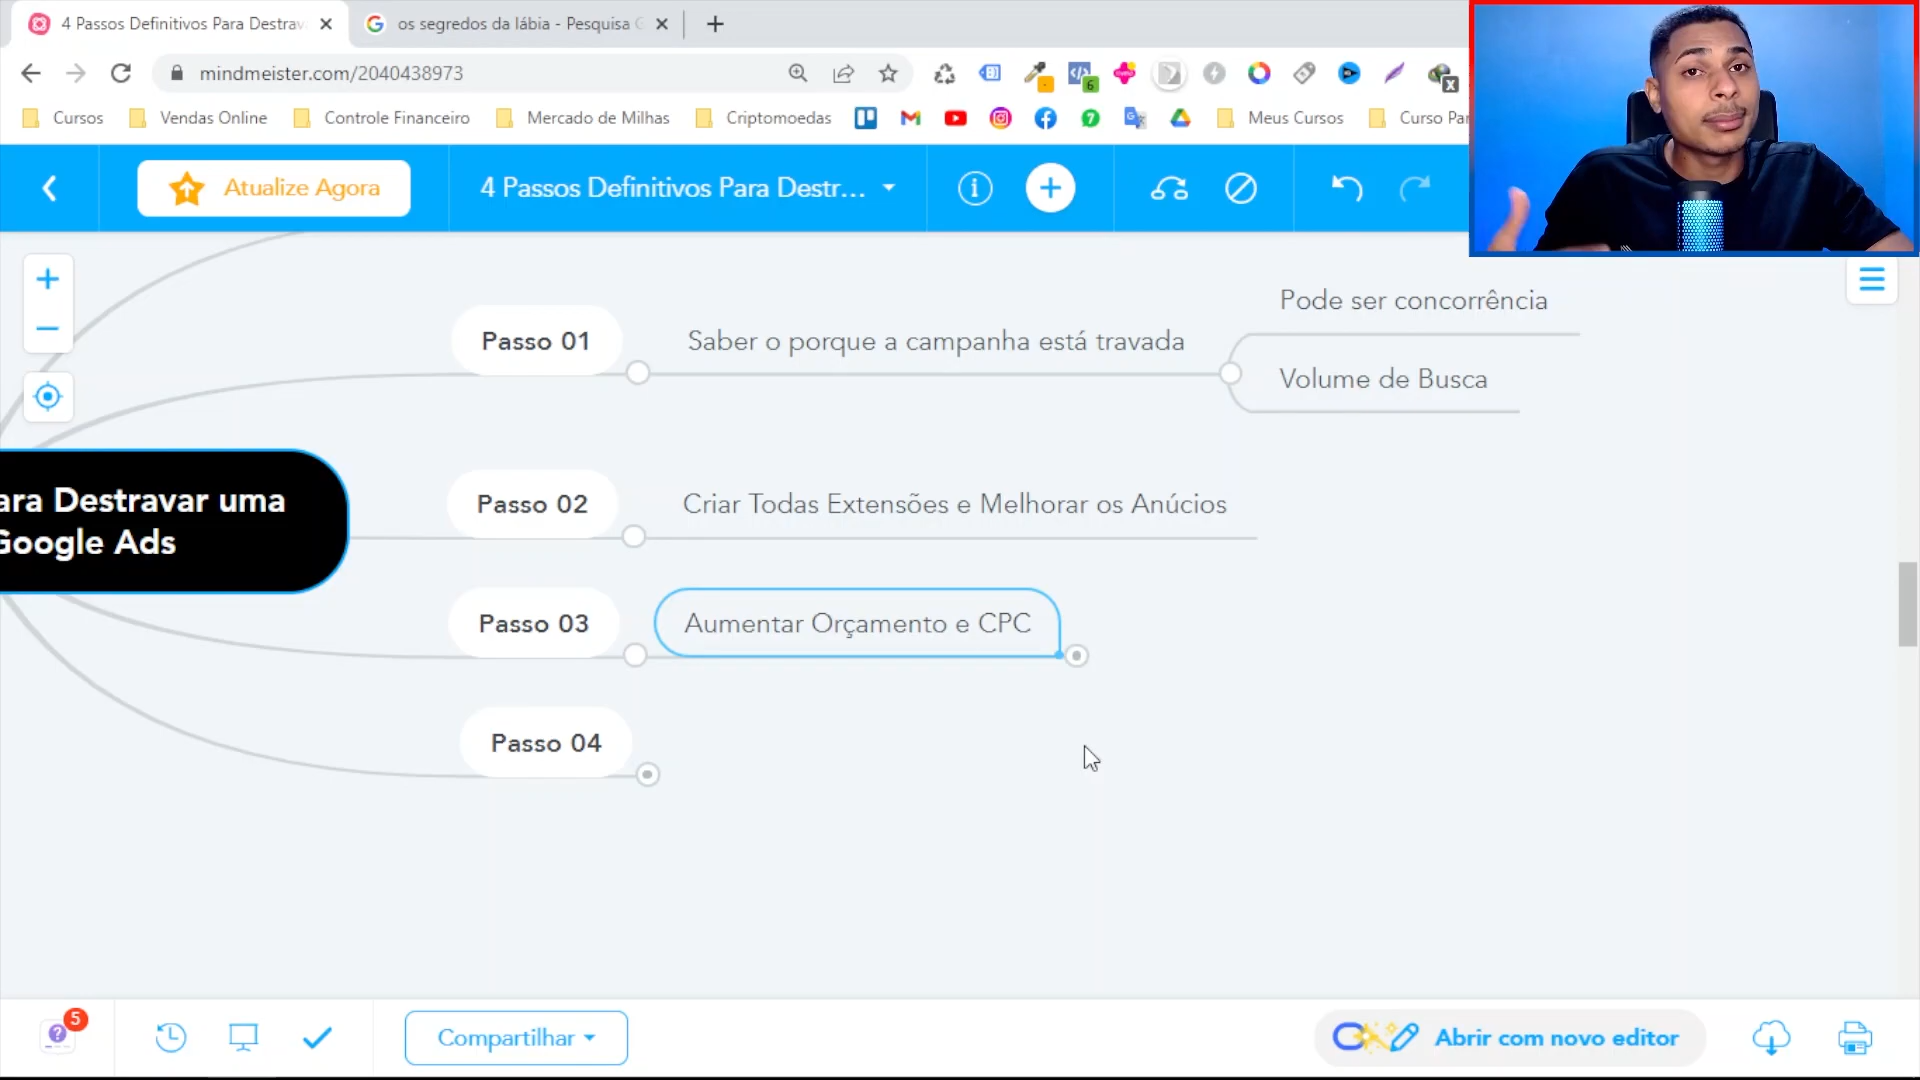 4 Passos Definitivos Para Destrav
os segredos da lábia - Pesquisa G
mindmeister.com/2040438973
6
x
Cursos
Vendas Online
Controle Financeiro
Mercado de Milhas
Criptomoedas
Meus Cursos
Curso Par
Atualize Agora
4 Passos Definitivos Para Destr...
Pode ser concorrência
Passo 01
Saber o porque a campanha está travada
Volume de Busca
ara Destravar uma
Google Ads
Passo 02
Criar Todas Extensões e Melhorar os Anúcios
Passo 03
Aumentar Orçamento e CPC
Passo 04
5
Compartilhar
Abrir com novo editor